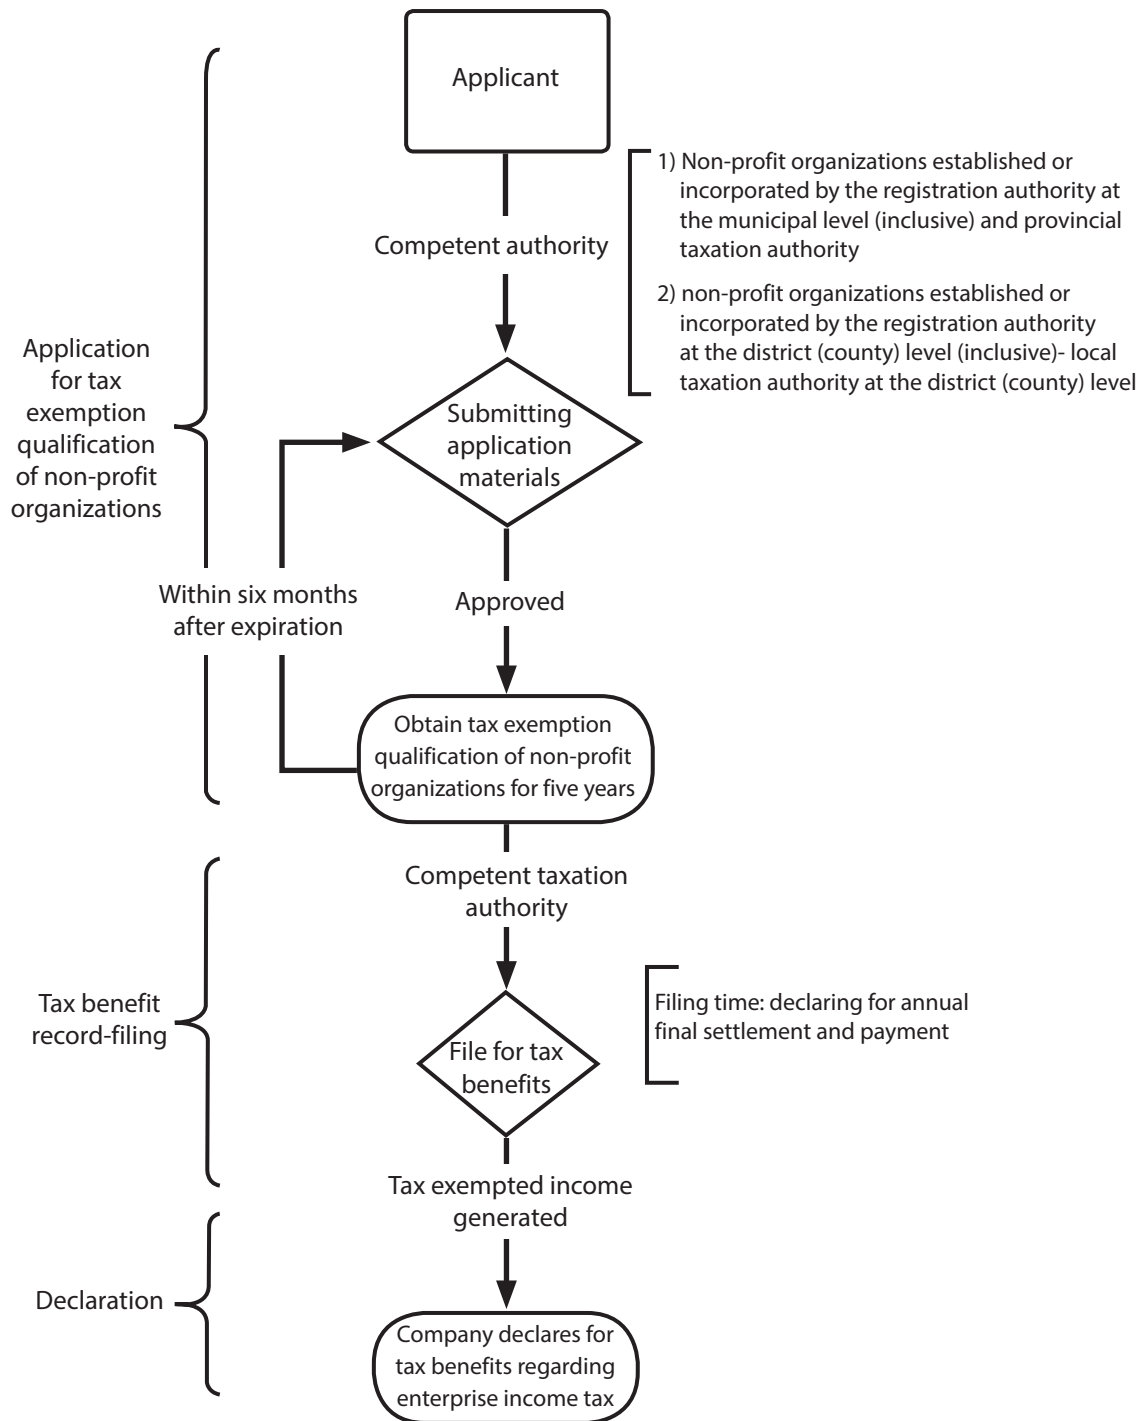 Applicant
1) Non-profit organizations established or
incorporated by the registration authority at
the municipal level (inclusive) and provincial
taxation authority
Competent authority
2) non-profit organizations established or
incorporated by the registration authority
at the district (county) level (inclusive)- local
taxation authority at the district (county) level
Application
for tax
exemption
qualification
of non-profit
organizations
Submitting
application
materials
Within six months
after expiration
Approved
Obtain tax exemption
qualification of non-profit
organizations for five years
Competent taxation
authority
Tax benefit
record-filing
File for tax
benefits
Filing time: declaring for annual
final settlement and payment
Tax exempted income
generated
Declaration
Company declares for
tax benefits regarding
enterprise income tax